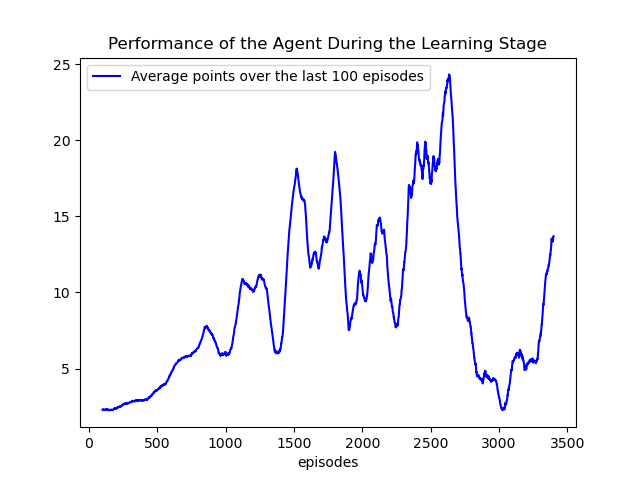 Performance of the Agent During the Learning Stage
25
Average points over the last 100 episodes
20
15
10
5
0 500 1000 1500 2000 2500 3000 3500
episodes